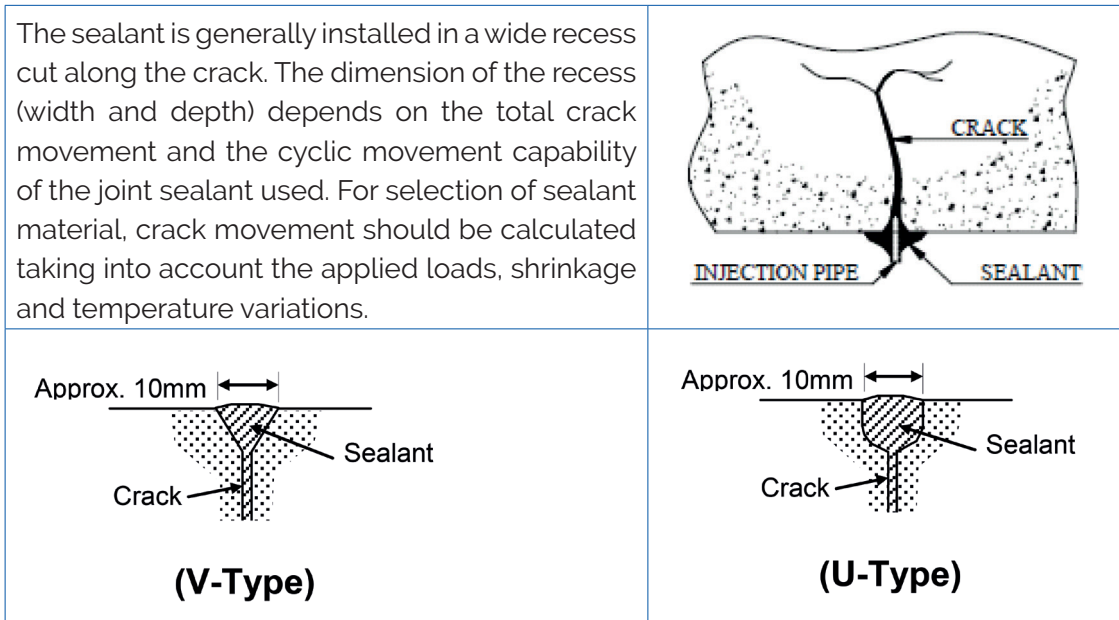 The sealant is generally installed in a wide recess
cut along the crack. The dimension of the recess
(width and depth) depends on the total crack
movement and the cyclic movement capability
of the joint sealant used. For selection of sealant
material, crack movement should be calculated
taking into account the applied loads, shrinkage
and temperature variations.
CRACK
INJECTION PIPE
SEALANT
Approx. 10mm
Sealant
Crack
(V-Type)
Approx. 10mm
Sealant
Crack
(U-Type)